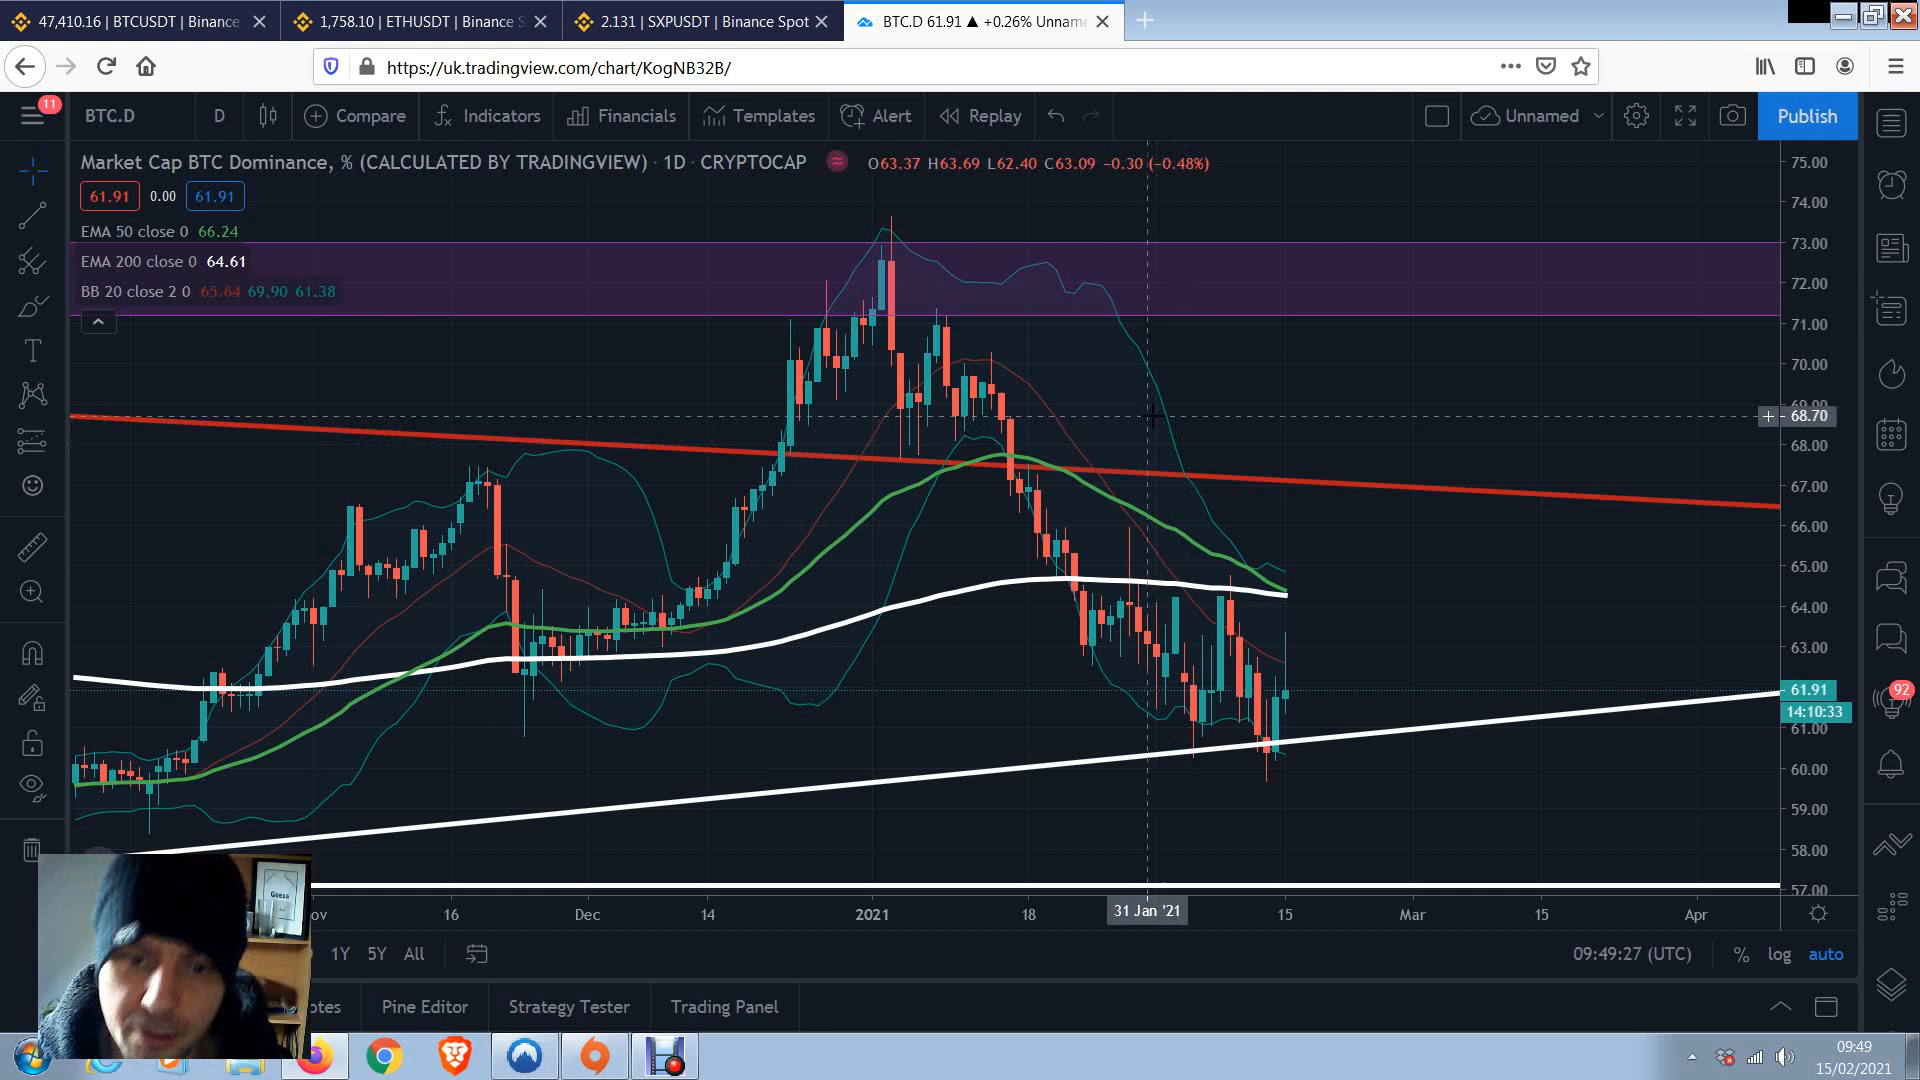 47,410.16 | BTCUSDT | Binance
1,758.10 | ETHUSDT | Binance S
2.131 | SXPUSDT | Binance Spot
BTC.D 61.91 ▲ +0.26% Unname
https://uk.tradingview.com/chart/KogNB32B/
11
BTC.D
D
Compare
Indicators
Financials
Templates
Alert
Replay
Unnamed
Publish
Market Cap BTC Dominance, % (CALCULATED BY TRADINGVIEW) · 1D · CRYPTOCAP
O63.37 H63.69 L62.40 C63.09 −0.30 (−0.48%)
61.91 0.00 61.91
EMA 50 close 0 66.24
EMA 200 close 0 64.61
BB 20 close 2 0 65.64 69.90 61.38
75.00
74.00
73.00
72.00
71.00
70.00
69.00
68.70
68.00
67.00
66.00
65.00
64.00
63.00
61.91
14:10:33
61.00
60.00
59.00
58.00
57.00
92
ov
16
Dec
14
2021
18
31 Jan '21
15
Mar
15
Apr
1Y 5Y All
09:49:27 (UTC)
% log auto
otes
Pine Editor
Strategy Tester
Trading Panel
Geeza
09:49
15/02/2021